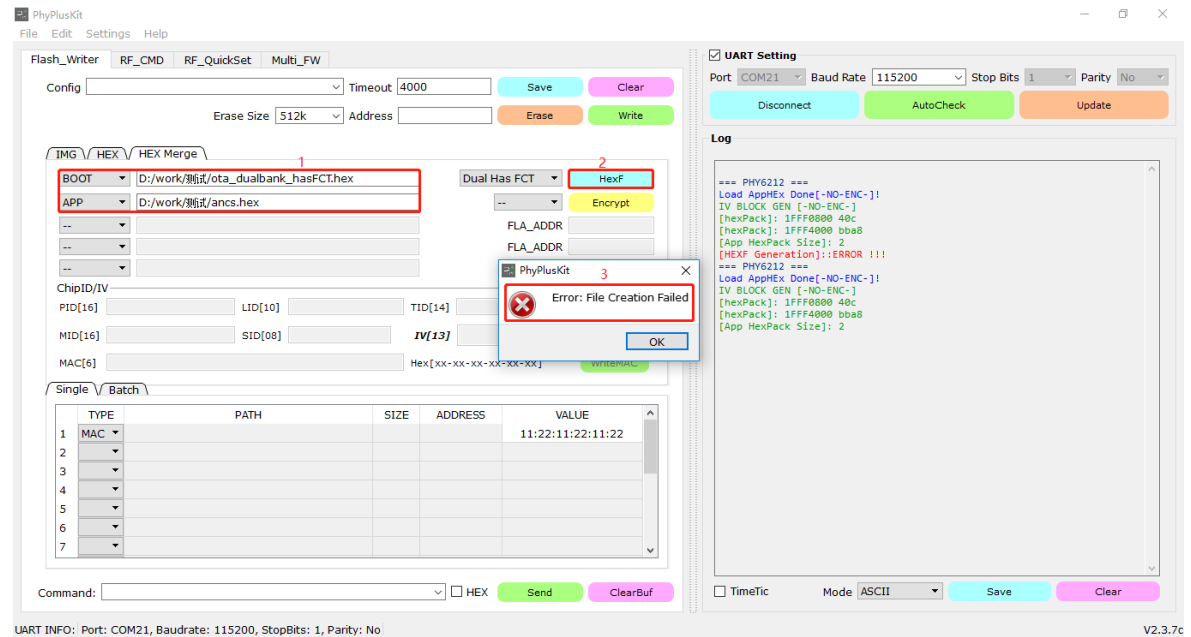 PhyPlusKit
File Edit Settings Help
Flash_Writer RF_CMD RF_QuickSet Multi_FW
Config Timeout 4000 Save Clear
Erase Size 512k Address Erase Write
IMG HEX HEX Merge
1 2
BOOT D:/work/测试/ota_dualbank_hasFCT.hex Dual Has FCT HexF
APP D:/work/测试/ancs.hex -- Encrypt
-- FLA_ADDR
-- FLA_ADDR
--
ChipID/IV
PID[16] LID[10] TID[14]
MID[16] SID[08] IV[13]
MAC[6] Hex[xx-xx-xx-xx-xx-xx] WriteMAC
PhyPlusKit 3
Error: File Creation Failed
OK
Single Batch
TYPE PATH SIZE ADDRESS VALUE
1 MAC 11:22:11:22:11:22
2
3
4
5
6
7
Command: HEX Send ClearBuf
UART Setting
Port COM21 Baud Rate 115200 Stop Bits 1 Parity No
Disconnect AutoCheck Update
Log
=== PHY6212 ===
Load AppHEx Done[-NO-ENC-]!
IV BLOCK GEN [-NO-ENC-]
[hexPack]: 1FFF0800 40c
[hexPack]: 1FFF4000 bba8
[App HexPack Size]: 2
[HEXF Generation]::ERROR !!!
=== PHY6212 ===
Load AppHEx Done[-NO-ENC-]!
IV BLOCK GEN [-NO-ENC-]
[hexPack]: 1FFF0800 40c
[hexPack]: 1FFF4000 bba8
[App HexPack Size]: 2
TimeTic Mode ASCII Save Clear
UART INFO: Port: COM21, Baudrate: 115200, StopBits: 1, Parity: No V2.3.7c